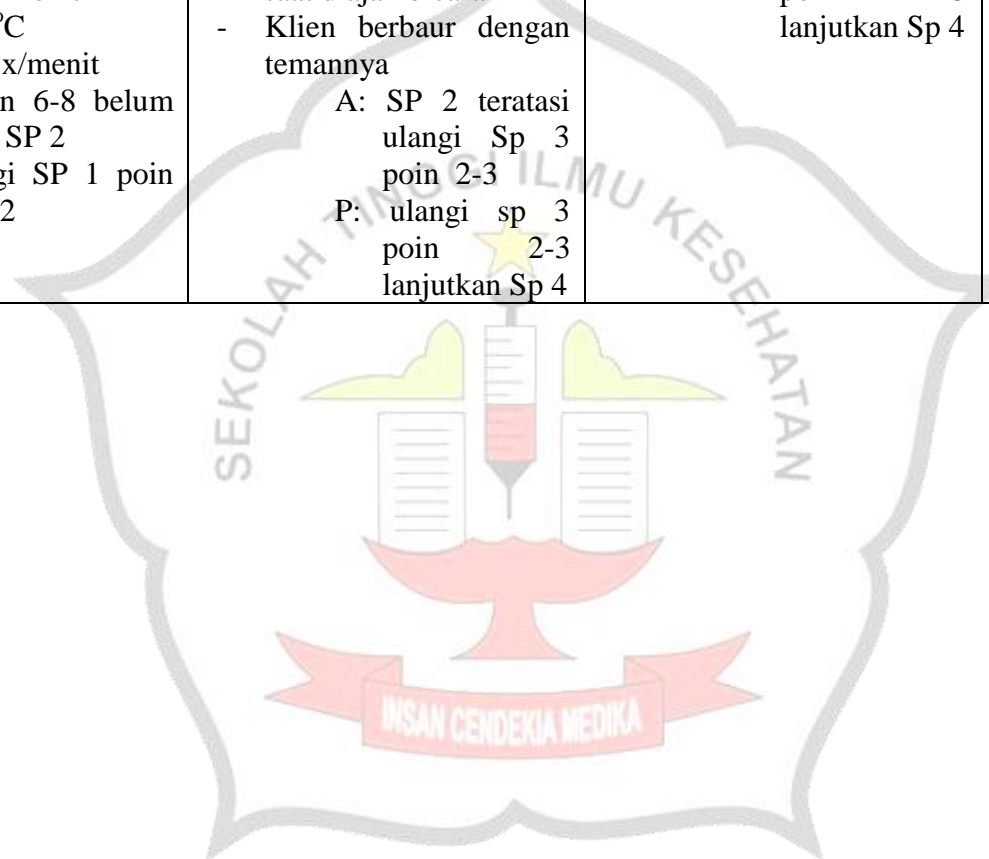 °C
x/menit
n 6-8 belum
SP 2
gi SP 1 poin
2
- Klien berbaur dengan
temannya
A: SP 2 teratasi
ulangi Sp 3
poin 2-3
P: ulangi sp 3
poin 2-3
lanjutkan Sp 4
lanjutkan Sp 4
SEKOLAH TINGGI ILMU KESEHATAN
INSAN CENDEKIA MEDIKA